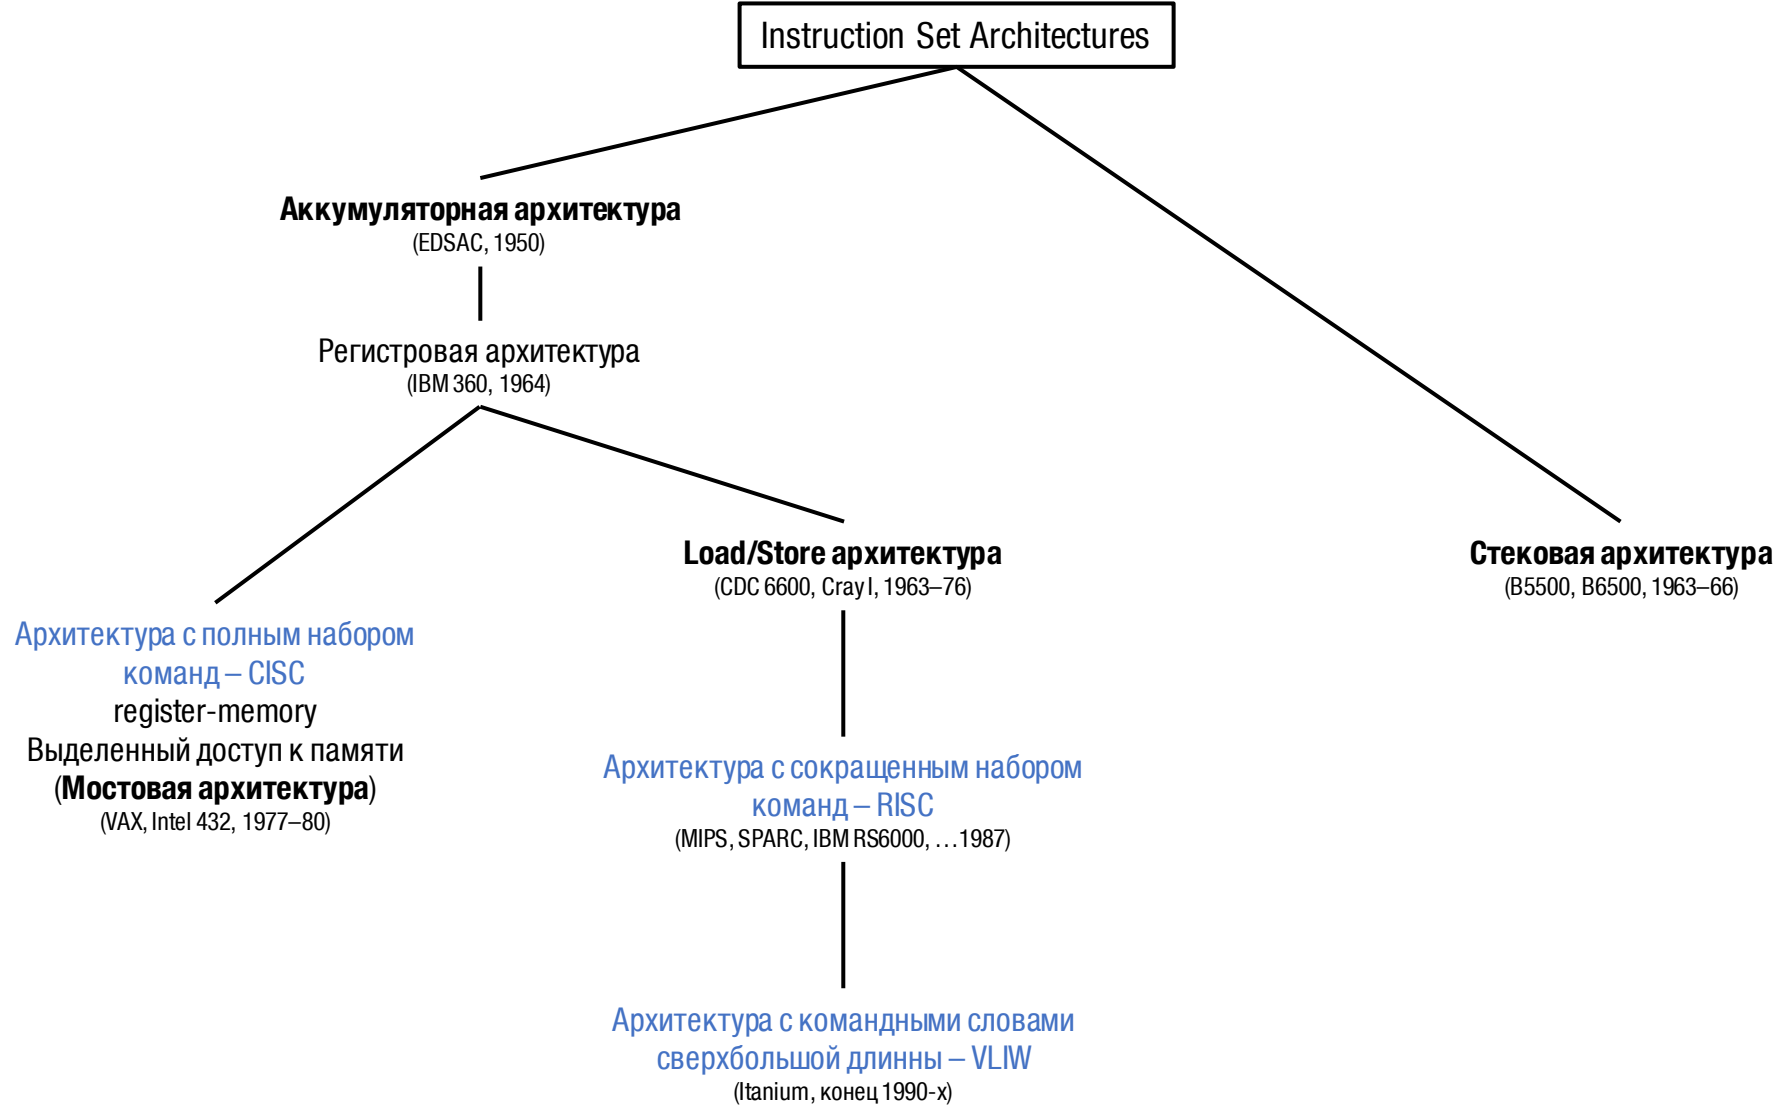 Instruction Set Architectures
Аккумуляторная архитектура
(EDSAC, 1950)
Регистровая архитектура
(IBM 360, 1964)
Load/Store архитектура
(CDC 6600, Cray I, 1963–76)
Стековая архитектура
(B5500, B6500, 1963–66)
Архитектура с полным набором
команд – CISC
register-memory
Выделенный доступ к памяти
(Мостовая архитектура)
(VAX, Intel 432, 1977–80)
Архитектура с сокращенным набором
команд – RISC
(MIPS, SPARC, IBM RS6000, …1987)
Архитектура с командными словами
сверхбольшой длинны – VLIW
(Itanium, конец 1990-х)